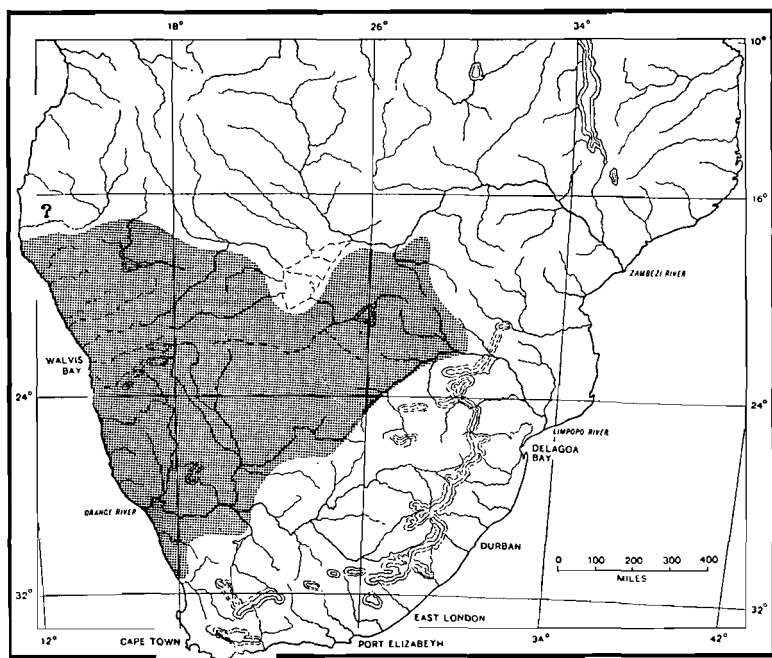 18°
26°
34°
10°
?
16°
ZAMBEZI RIVER
WALVIS
BAY
24°
24°
LIMPOPO RIVER
DELAGOA
BAY
ORANGE RIVER
DURBAN
0 100 200 300 400
MILES
32°
EAST LONDON
32°
12°
CAPE TOWN
PORT ELIZABEYH
34°
42°